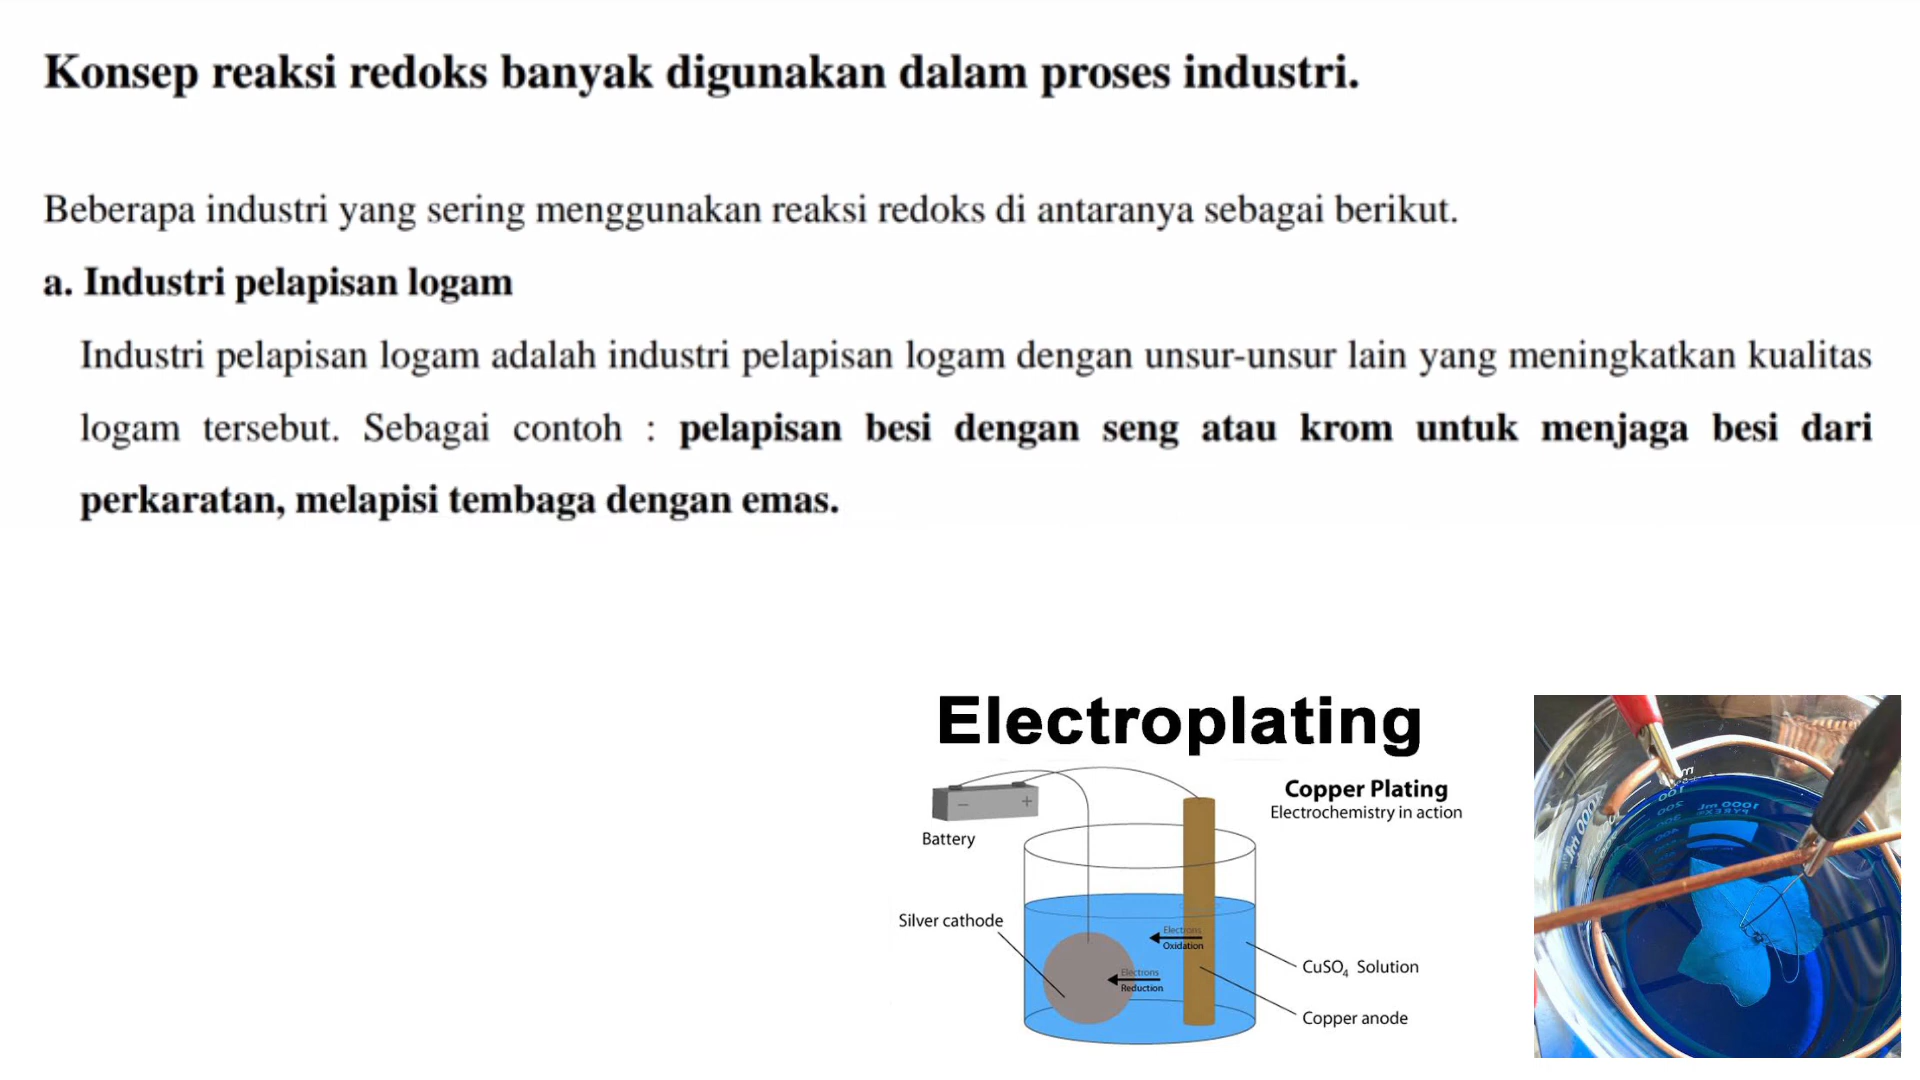 Konsep reaksi redoks banyak digunakan dalam proses industri.
Beberapa industri yang sering menggunakan reaksi redoks di antaranya sebagai berikut.
a. Industri pelapisan logam
Industri pelapisan logam adalah industri pelapisan logam dengan unsur-unsur lain yang meningkatkan kualitas
logam tersebut. Sebagai contoh : pelapisan besi dengan seng atau krom untuk menjaga besi dari
perkaratan, melapisi tembaga dengan emas.
Electroplating
Copper Plating
Electrochemistry in action
− +
Battery
Silver cathode
Electrons
Oxidation
Electrons
Reduction
CuSO₄ Solution
Copper anode
1000 mL
PYREX